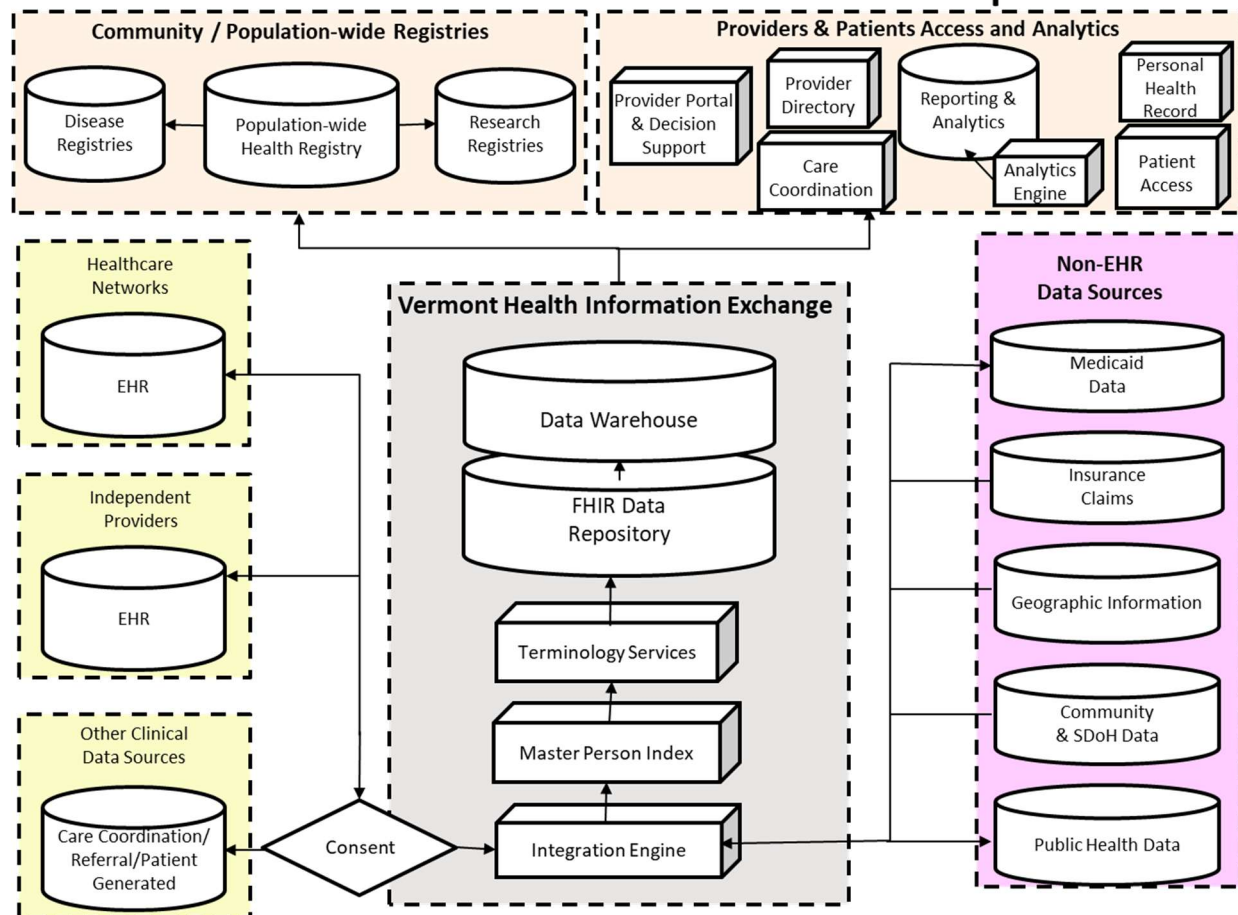 Community / Population-wide Registries
Disease
Registries
Population-wide
Health Registry
Research
Registries
Providers & Patients Access and Analytics
Provider Portal
& Decision
Support
Provider
Directory
Care
Coordination
Reporting &
Analytics
Analytics
Engine
Personal
Health
Record
Patient
Access
Healthcare
Networks
EHR
Independent
Providers
EHR
Other Clinical
Data Sources
Care Coordination/
Referral/Patient
Generated
Consent
Vermont Health Information Exchange
Data Warehouse
FHIR Data
Repository
Terminology Services
Master Person Index
Integration Engine
Non-EHR
Data Sources
Medicaid
Data
Insurance
Claims
Geographic Information
Community
& SDoH Data
Public Health Data